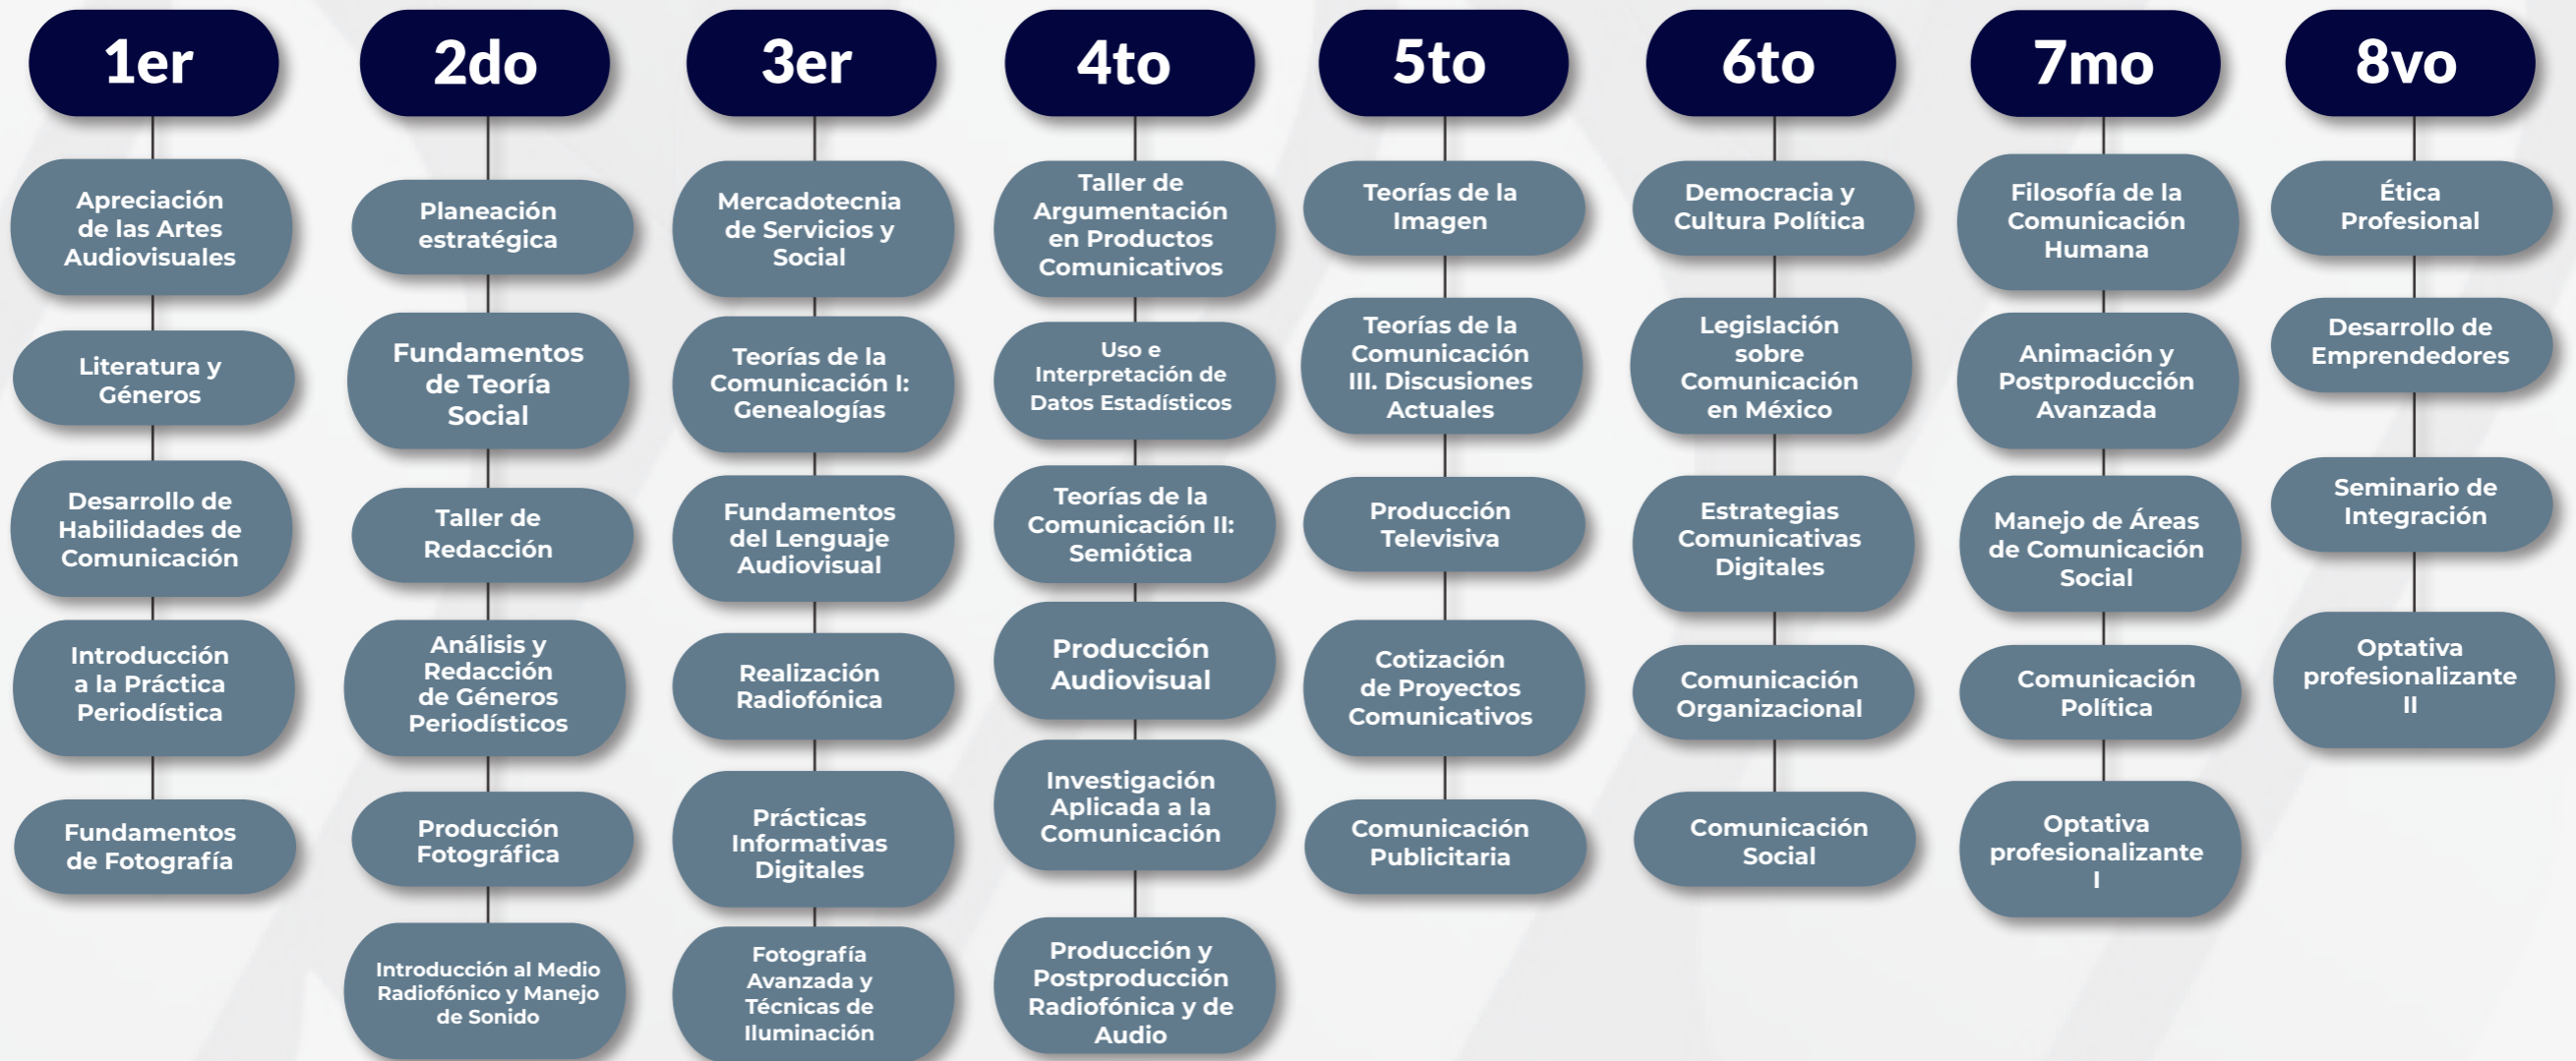 1er
Apreciación
de las Artes
Audiovisuales
Literatura y
Géneros
Desarrollo de
Habilidades de
Comunicación
Introducción
a la Práctica
Periodística
Fundamentos
de Fotografía
2do
Planeación
estratégica
Fundamentos
de Teoría
Social
Taller de
Redacción
Análisis y
Redacción
de Géneros
Periodísticos
Producción
Fotográfica
Introducción al Medio
Radiofónico y Manejo
de Sonido
3er
Mercadotecnia
de Servicios y
Social
Teorías de la
Comunicación I:
Genealogías
Fundamentos
del Lenguaje
Audiovisual
Realización
Radiofónica
Prácticas
Informativas
Digitales
Fotografía
Avanzada y
Técnicas de
Iluminación
4to
Taller de
Argumentación
en Productos
Comunicativos
Uso e
Interpretación de
Datos Estadísticos
Teorías de la
Comunicación II:
Semiótica
Producción
Audiovisual
Investigación
Aplicada a la
Comunicación
Producción y
Postproducción
Radiofónica y de
Audio
5to
Teorías de la
Imagen
Teorías de la
Comunicación
III. Discusiones
Actuales
Producción
Televisiva
Cotización
de Proyectos
Comunicativos
Comunicación
Publicitaria
6to
Democracia y
Cultura Política
Legislación
sobre
Comunicación
en México
Estrategias
Comunicativas
Digitales
Comunicación
Organizacional
Comunicación
Social
7mo
Filosofía de la
Comunicación
Humana
Animación y
Postproducción
Avanzada
Manejo de Áreas
de Comunicación
Social
Comunicación
Política
Optativa
profesionalizante
I
8vo
Ética
Profesional
Desarrollo de
Emprendedores
Seminario de
Integración
Optativa
profesionalizante
II